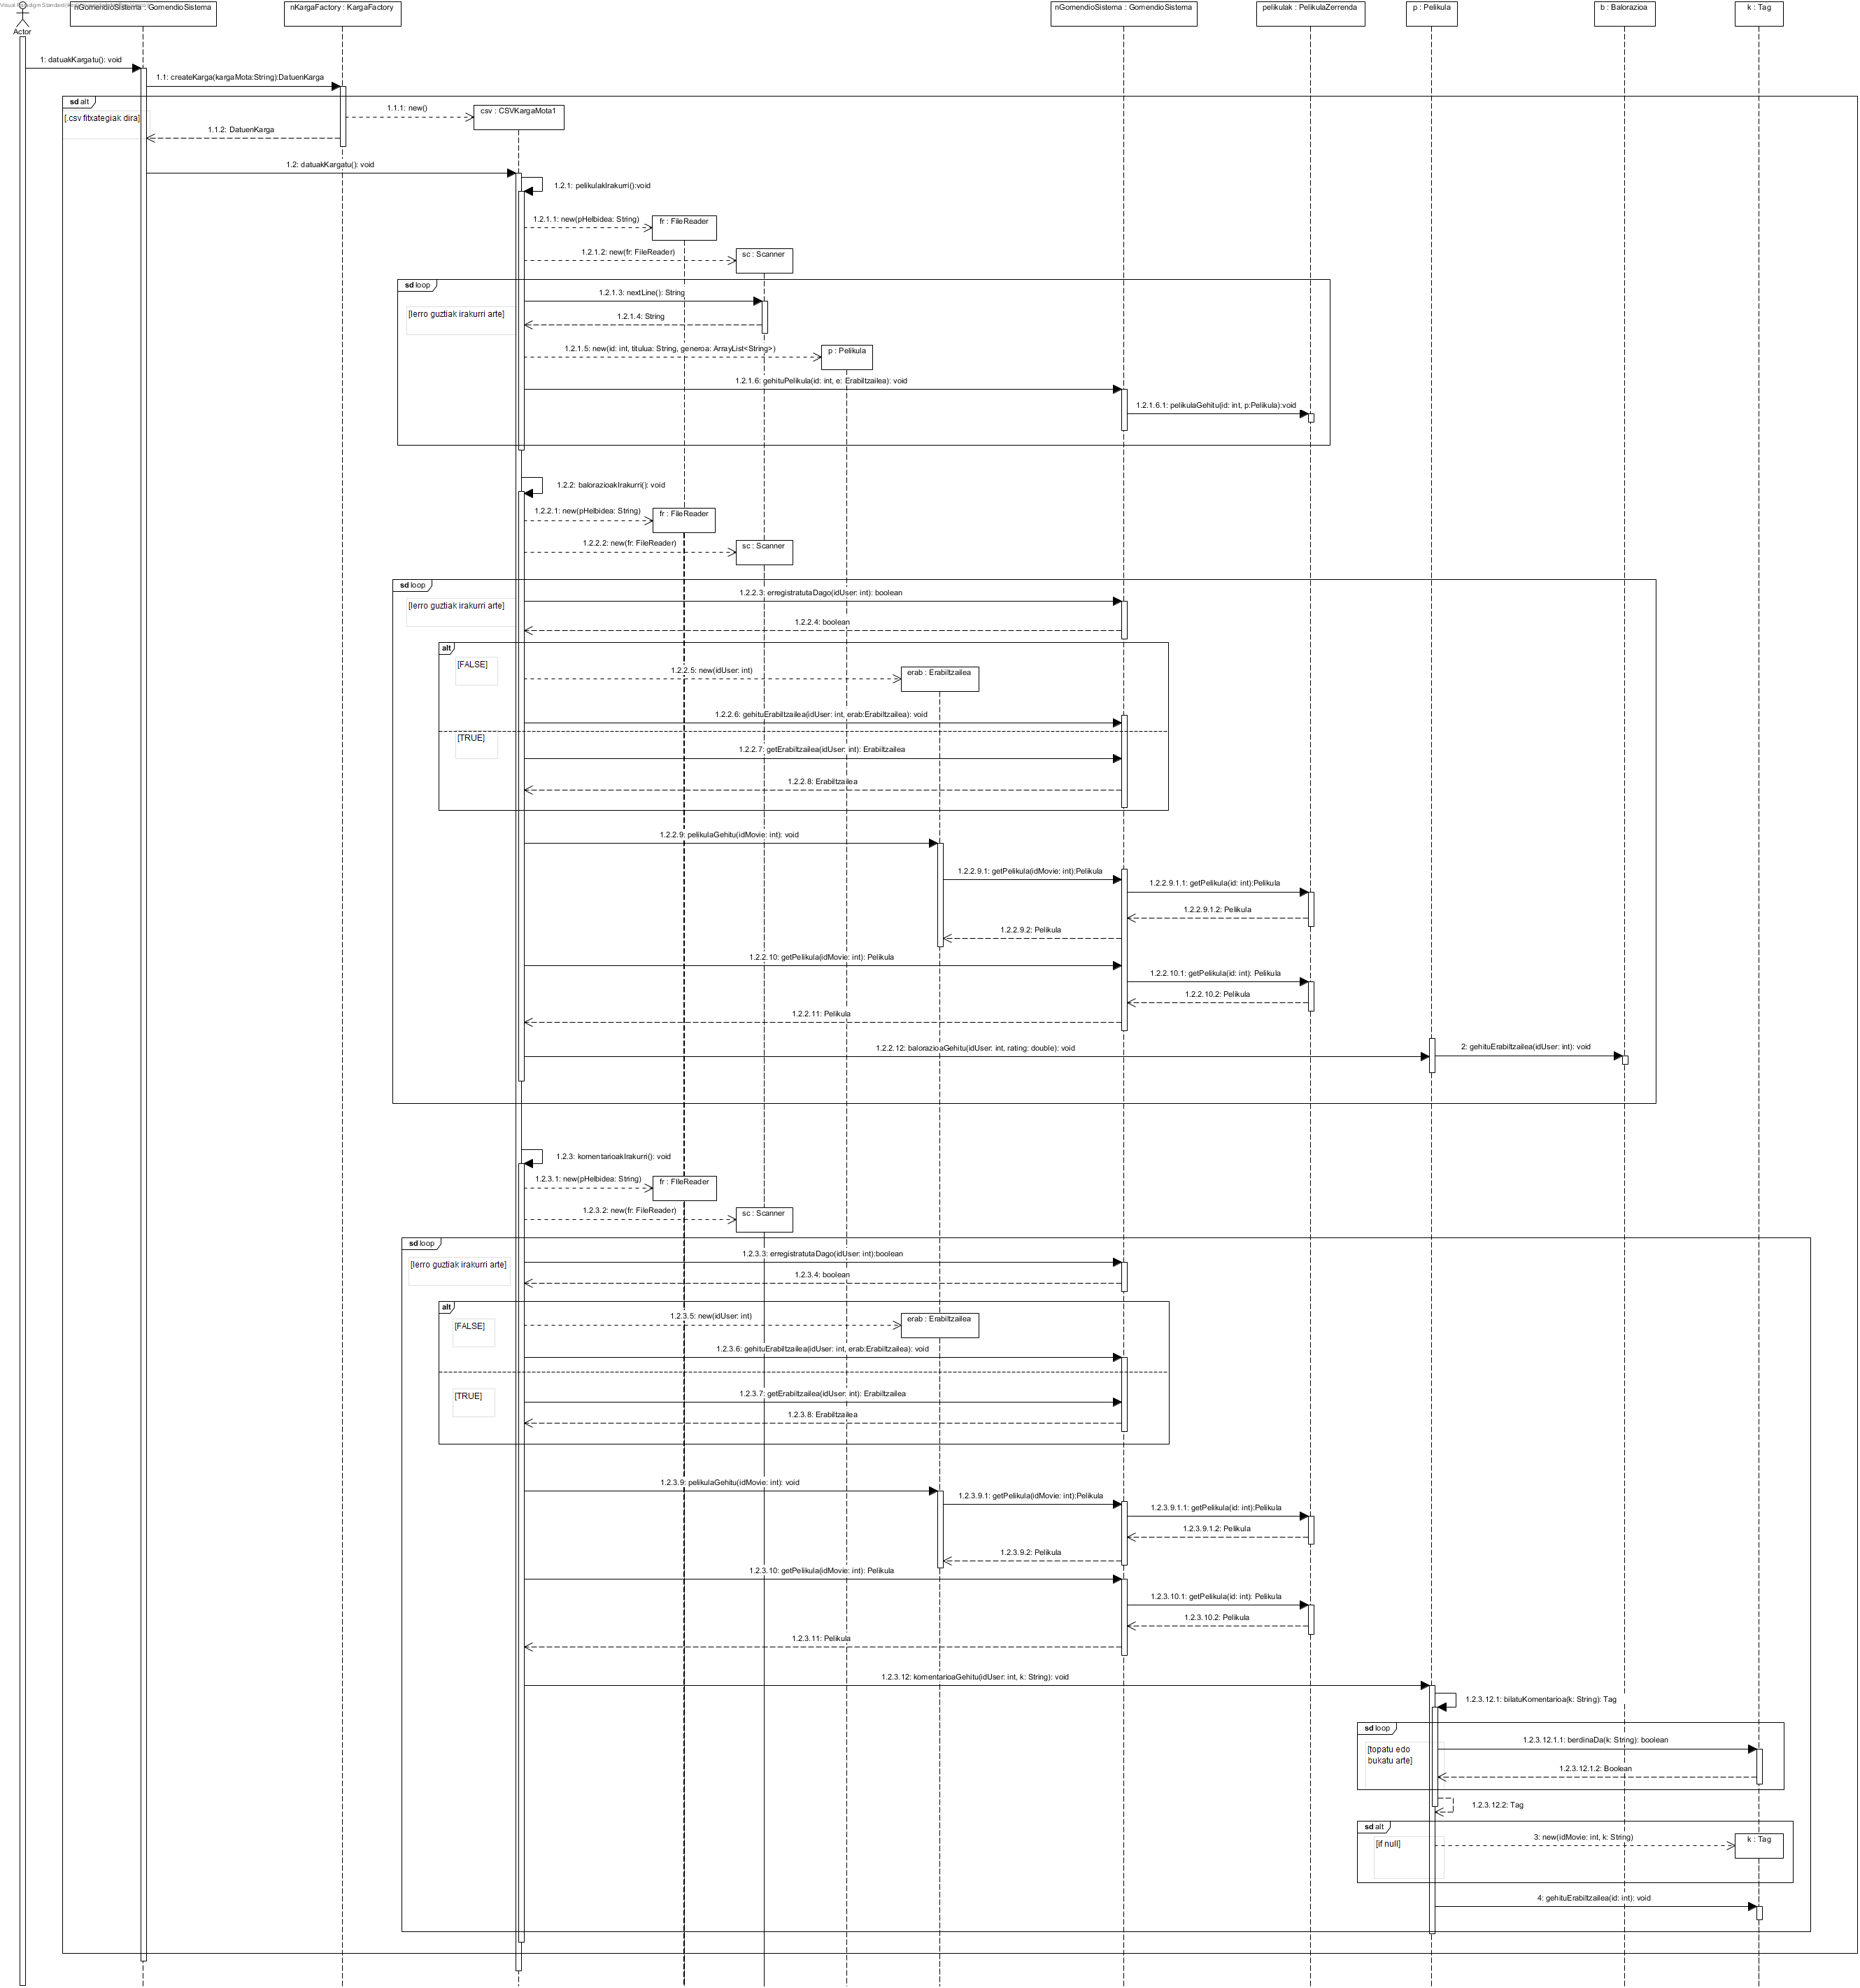 nGomendioSistema : GomendioSistema
nKargaFactory : KargaFactory
nGomendioSistema : GomendioSistema
pelikulak : PelikulaZerrenda
p : Pelikula
b : Balorazioa
k : Tag
Actor
1: datuakKargatu(): void
1.1: createKarga(kargaMota:String):DatuenKarga
sd alt
[.csv fitxategiak dira]
1.1.1: new()
csv : CSVKargaMota1
1.1.2: DatuenKarga
1.2: datuakKargatu(): void
1.2.1: pelikulakIrakurri():void
1.2.1.1: new(pHelbidea: String)
fr : FileReader
1.2.1.2: new(fr: FileReader)
sc : Scanner
sd loop
1.2.1.3: nextLine(): String
[lerro guztiak irakurri arte]
1.2.1.4: String
1.2.1.5: new(id: int, titulua: String, generoa: ArrayList<String>)
p : Pelikula
1.2.1.6: gehituPelikula(id: int, e: Erabiltzailea): void
1.2.1.6.1: pelikulaGehitu(id: int, p:Pelikula):void
1.2.2: balorazioakIrakurri(): void
1.2.2.1: new(pHelbidea: String)
fr : FileReader
1.2.2.2: new(fr: FileReader)
sc : Scanner
sd loop
1.2.2.3: erregistratutaDago(idUser: int): boolean
[lerro guztiak irakurri arte]
1.2.2.4: boolean
alt
[FALSE]
1.2.2.5: new(idUser: int)
erab : Erabiltzailea
1.2.2.6: gehituErabiltzailea(idUser: int, erab:Erabiltzailea): void
[TRUE]
1.2.2.7: getErabiltzailea(idUser: int): Erabiltzailea
1.2.2.8: Erabiltzailea
1.2.2.9: pelikulaGehitu(idMovie: int): void
1.2.2.9.1: getPelikula(idMovie: int):Pelikula
1.2.2.9.1.1: getPelikula(id: int):Pelikula
1.2.2.9.1.2: Pelikula
1.2.2.9.2: Pelikula
1.2.2.10: getPelikula(idMovie: int): Pelikula
1.2.2.10.1: getPelikula(id: int): Pelikula
1.2.2.10.2: Pelikula
1.2.2.11: Pelikula
1.2.2.12: balorazioaGehitu(idUser: int, rating: double): void
2: gehituErabiltzailea(idUser: int): void
1.2.3: komentarioakIrakurri(): void
1.2.3.1: new(pHelbidea: String)
fr : FIleReader
1.2.3.2: new(fr: FileReader)
sc : Scanner
sd loop
1.2.3.3: erregistratutaDago(idUser: int):boolean
[lerro guztiak irakurri arte]
1.2.3.4: boolean
alt
[FALSE]
1.2.3.5: new(idUser: int)
erab : Erabiltzailea
1.2.3.6: gehituErabiltzailea(idUser: int, erab:Erabiltzailea): void
[TRUE]
1.2.3.7: getErabiltzailea(idUser: int): Erabiltzailea
1.2.3.8: Erabiltzailea
1.2.3.9: pelikulaGehitu(idMovie: int): void
1.2.3.9.1: getPelikula(idMovie: int):Pelikula
1.2.3.9.1.1: getPelikula(id: int):Pelikula
1.2.3.9.1.2: Pelikula
1.2.3.9.2: Pelikula
1.2.3.10: getPelikula(idMovie: int): Pelikula
1.2.3.10.1: getPelikula(id: int): Pelikula
1.2.3.10.2: Pelikula
1.2.3.11: Pelikula
1.2.3.12: komentarioaGehitu(idUser: int, k: String): void
1.2.3.12.1: bilatuKomentarioa(k: String): Tag
sd loop
1.2.3.12.1.1: berdinaDa(k: String): boolean
[topatu edo
bukatu arte]
1.2.3.12.1.2: Boolean
1.2.3.12.2: Tag
sd alt
[if null]
3: new(idMovie: int, k: String)
k : Tag
4: gehituErabiltzailea(id: int): void